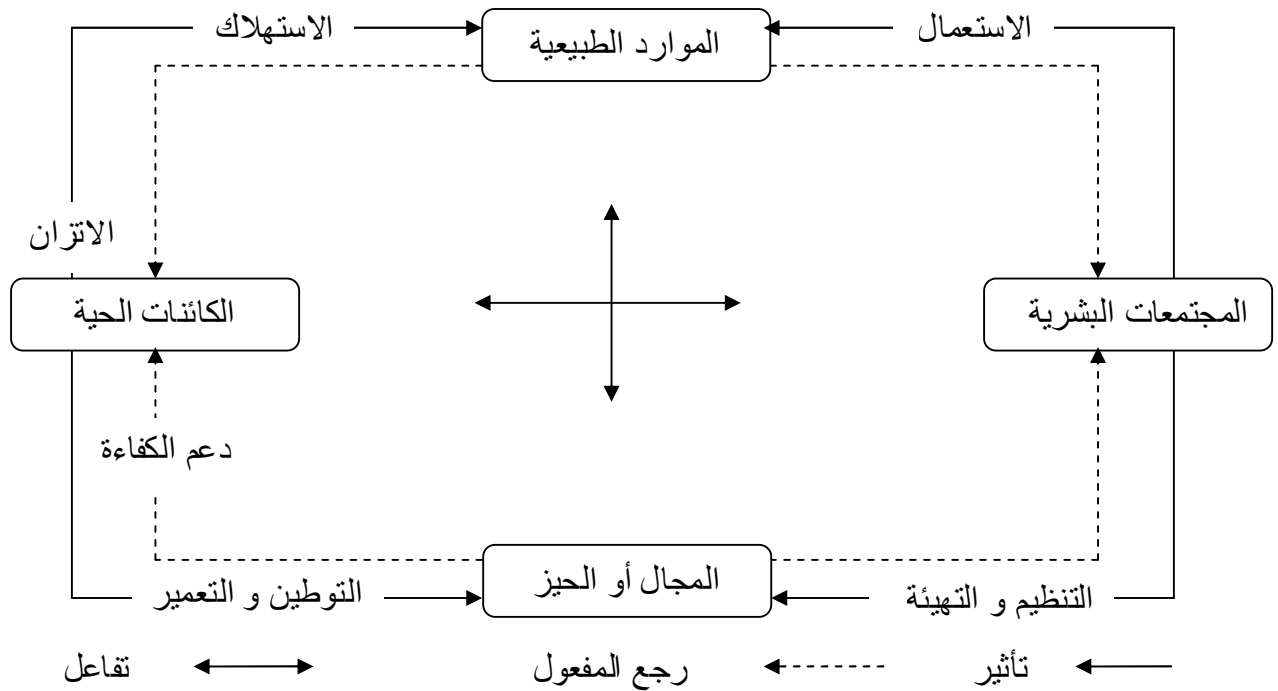 الاستعمال
الاستهلاك
الموارد الطبيعية
الاتزان
المجتمعات البشرية
الكائنات الحية
دعم الكفاءة
المجال أو الحيز
التنظيم و التهيئة
التوطين و التعمير
تأثير
رجع المفعول
تفاعل